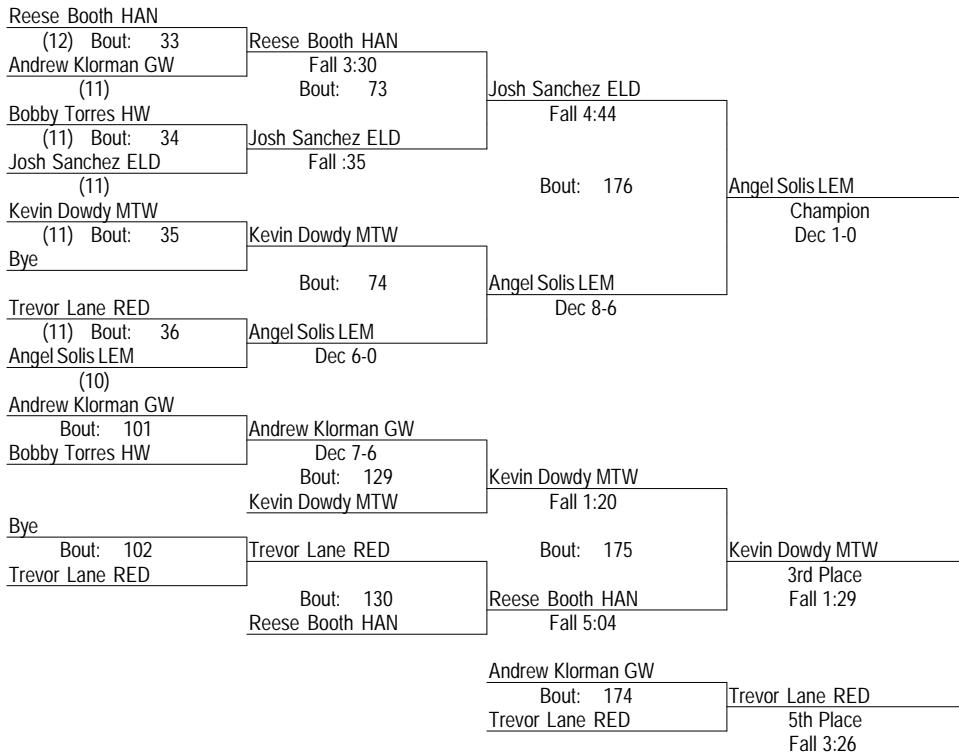 Reese Booth HAN
(12) Bout: 33
Reese Booth HAN
Andrew Klorman GW
Fall 3:30
(11)
Bout: 73
Josh Sanchez ELD
Bobby Torres HW
Fall 4:44
(11) Bout: 34
Josh Sanchez ELD
Josh Sanchez ELD
Fall :35
(11)
Bout: 176
Angel Solis LEM
Kevin Dowdy MTW
Champion
(11) Bout: 35
Kevin Dowdy MTW
Dec 1-0
Bye
Bout: 74
Angel Solis LEM
Trevor Lane RED
Dec 8-6
(11) Bout: 36
Angel Solis LEM
Angel Solis LEM
Dec 6-0
(10)
Andrew Klorman GW
Bout: 101
Andrew Klorman GW
Bobby Torres HW
Dec 7-6
Bout: 129
Kevin Dowdy MTW
Kevin Dowdy MTW
Fall 1:20
Bye
Bout: 102
Trevor Lane RED
Bout: 175
Kevin Dowdy MTW
Trevor Lane RED
3rd Place
Bout: 130
Reese Booth HAN
Fall 1:29
Reese Booth HAN
Fall 5:04
Andrew Klorman GW
Bout: 174
Trevor Lane RED
Trevor Lane RED
5th Place
Fall 3:26